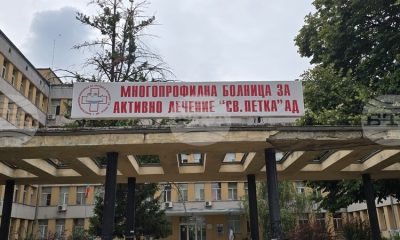 МНОГОПРОФИЛНА БОЛНИЦА ЗА
АКТИВНО ЛЕЧЕНИЕ "СВ. ПЕТКА" АД